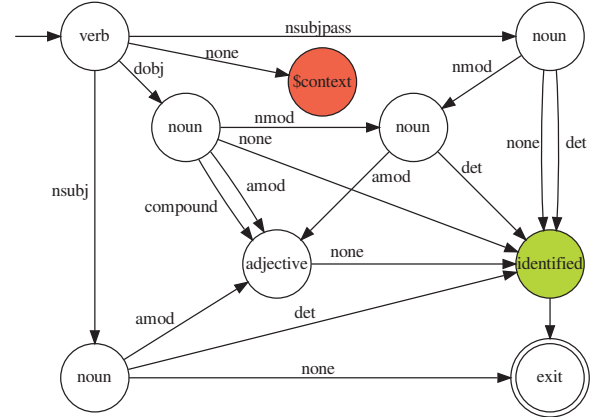 verb
nsubjpass
noun
none
dobj
$context
nmod
noun
nmod
noun
none
none
det
nsubj
compound
amod
amod
det
adjective
none
identified
amod
det
noun
none
exit